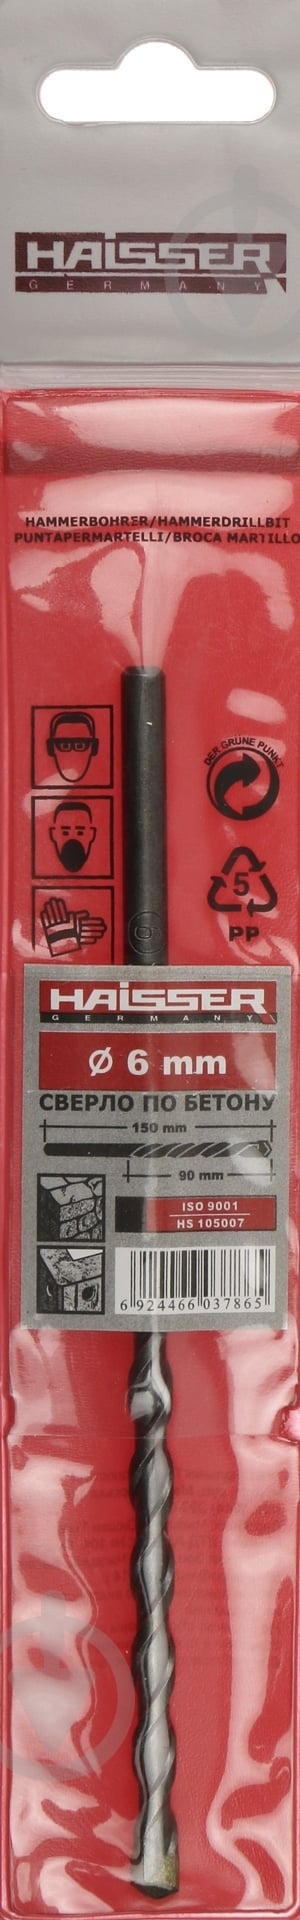 HAISSER
GERMANY
HAMMERBOHRER/HAMMERDRILLBIT
PUNTAPERMARTELLI/BROCA MARTILLO
DER GRÜNE PUNKT
5
PP
6
HAISSER
GERMANY
Ø 6 mm
СВЕРЛО ПО БЕТОНУ
150 mm
90 mm
ISO 9001
HS 105007
6 924466 037865